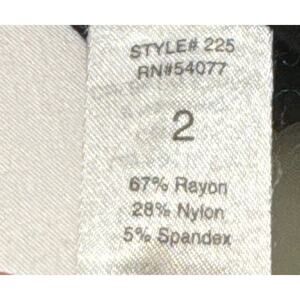 STYLE# 225
RN#54077
2
67% Rayon
28% Nylon
5% Spandex